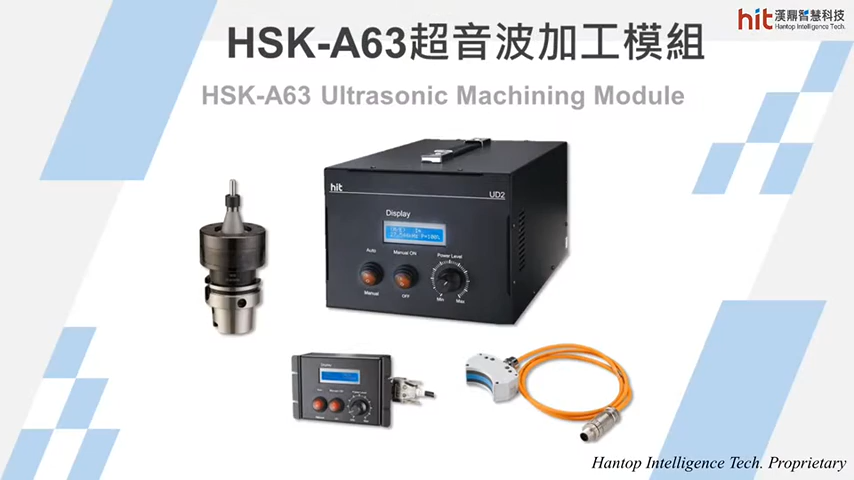 hit 漢鼎智慧科技
Hantop Intelligence Tech.
HSK-A63超音波加工模組
HSK-A63 Ultrasonic Machining Module
hit
UD2
Display
Auto
Manual ON
Power Level
Manual
OFF
Min
Max
Display
Hantop Intelligence Tech. Proprietary